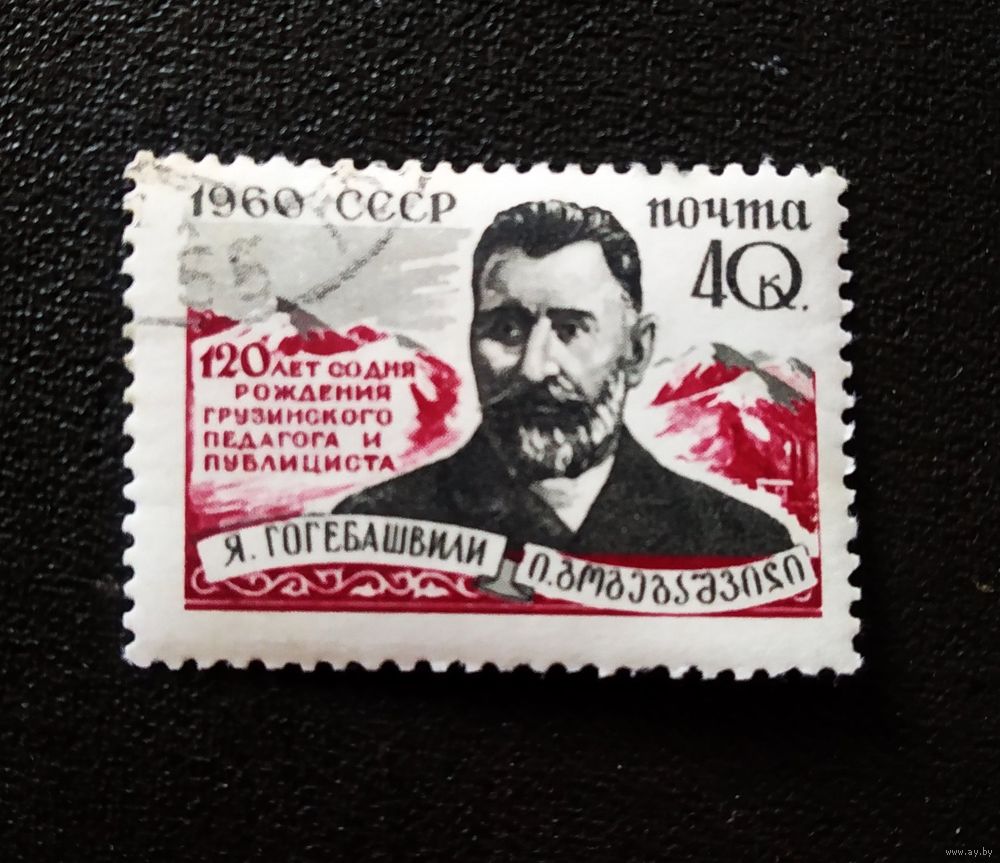 1960 СССР
почта
40 к.
120 ЛЕТ СО ДНЯ
РОЖДЕНИЯ
ГРУЗИНСКОГО
ПЕДАГОГА И
ПУБЛИЦИСТА
Я. ГОГЕБАШВИЛИ
ი. გოგებაშვილი
www.ay.by